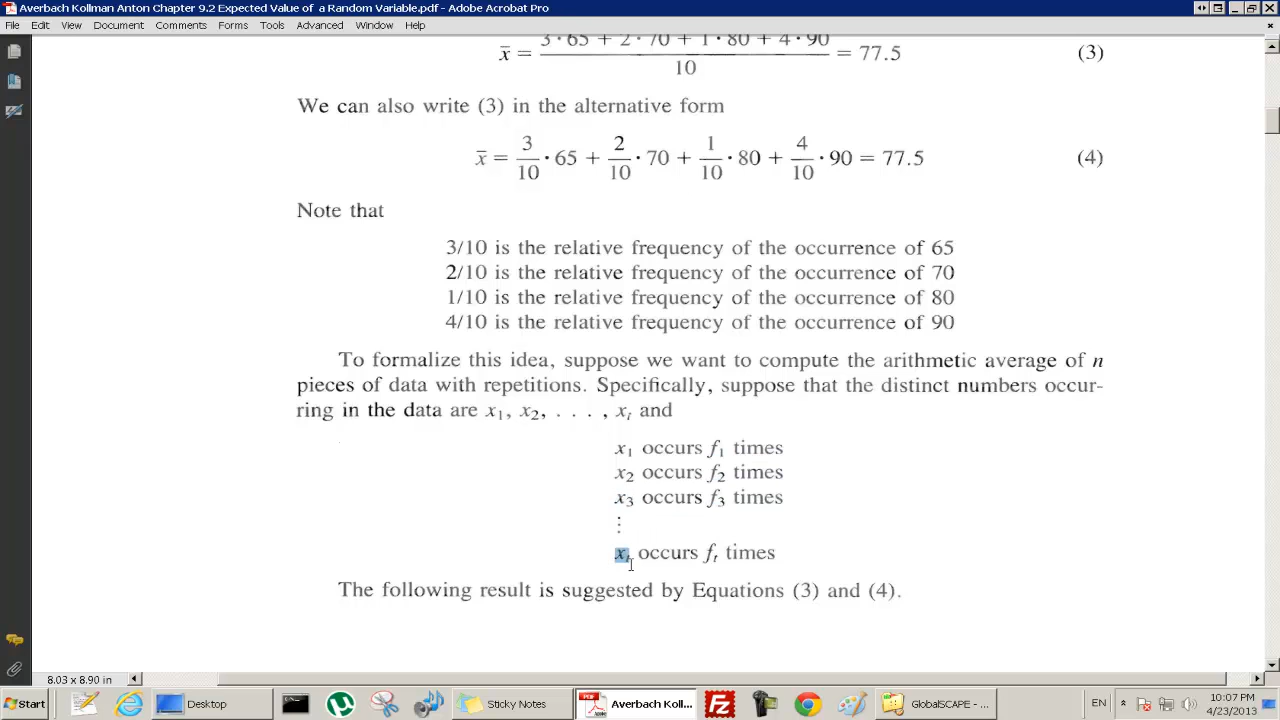 Averbach Kollman Anton Chapter 9.2 Expected Value of a Random Variable.pdf - Adobe Acrobat Pro
File Edit View Document Comments Forms Tools Advanced Window Help
x̄ = (3 · 65 + 2 · 70 + 1 · 80 + 4 · 90)/10 = 77.5 (3)
We can also write (3) in the alternative form
x̄ = 3/10 · 65 + 2/10 · 70 + 1/10 · 80 + 4/10 · 90 = 77.5 (4)
Note that
3/10 is the relative frequency of the occurrence of 65
2/10 is the relative frequency of the occurrence of 70
1/10 is the relative frequency of the occurrence of 80
4/10 is the relative frequency of the occurrence of 90
To formalize this idea, suppose we want to compute the arithmetic average of n
pieces of data with repetitions. Specifically, suppose that the distinct numbers occur-
ring in the data are x₁, x₂, . . . , xₜ and
x₁ occurs f₁ times
x₂ occurs f₂ times
x₃ occurs f₃ times
⋮
xₜ occurs fₜ times
The following result is suggested by Equations (3) and (4).
8.03 x 8.90 in
Start Desktop Sticky Notes Averbach Koll... GlobalSCAPE - ... EN 10:07 PM
4/23/2013